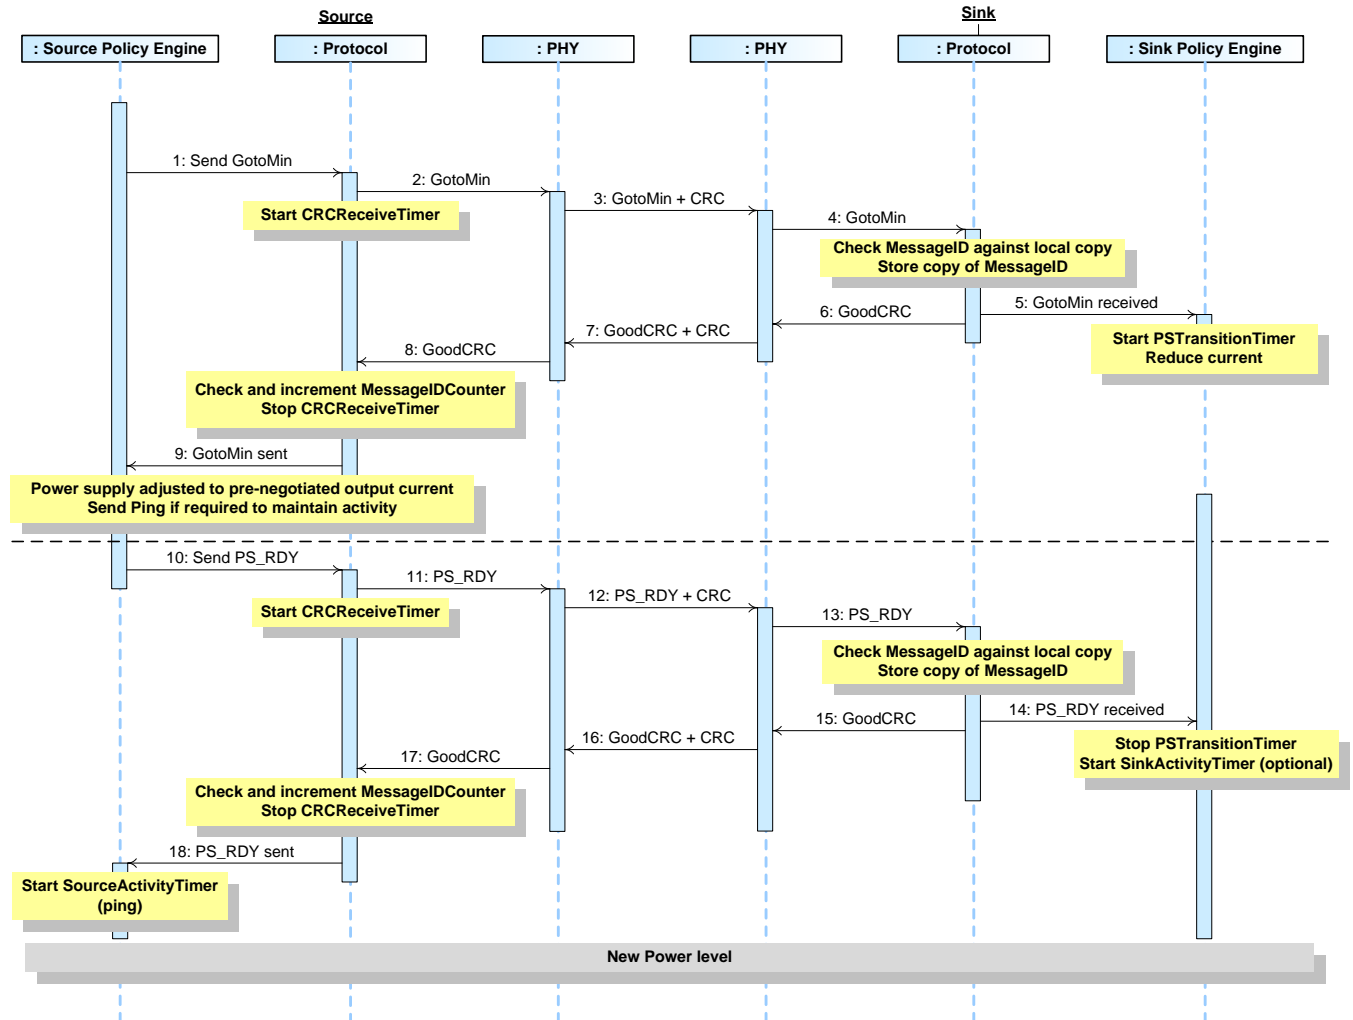 Source
Sink
: Source Policy Engine
: Protocol
: PHY
: PHY
: Protocol
: Sink Policy Engine
1: Send GotoMin
2: GotoMin
Start CRCReceiveTimer
3: GotoMin + CRC
4: GotoMin
Check MessageID against local copy
Store copy of MessageID
5: GotoMin received
6: GoodCRC
7: GoodCRC + CRC
Start PSTransitionTimer
Reduce current
8: GoodCRC
Check and increment MessageIDCounter
Stop CRCReceiveTimer
9: GotoMin sent
Power supply adjusted to pre-negotiated output current
Send Ping if required to maintain activity
10: Send PS_RDY
11: PS_RDY
Start CRCReceiveTimer
12: PS_RDY + CRC
13: PS_RDY
Check MessageID against local copy
Store copy of MessageID
14: PS_RDY received
15: GoodCRC
16: GoodCRC + CRC
Stop PSTransitionTimer
Start SinkActivityTimer (optional)
17: GoodCRC
Check and increment MessageIDCounter
Stop CRCReceiveTimer
18: PS_RDY sent
Start SourceActivityTimer
(ping)
New Power level